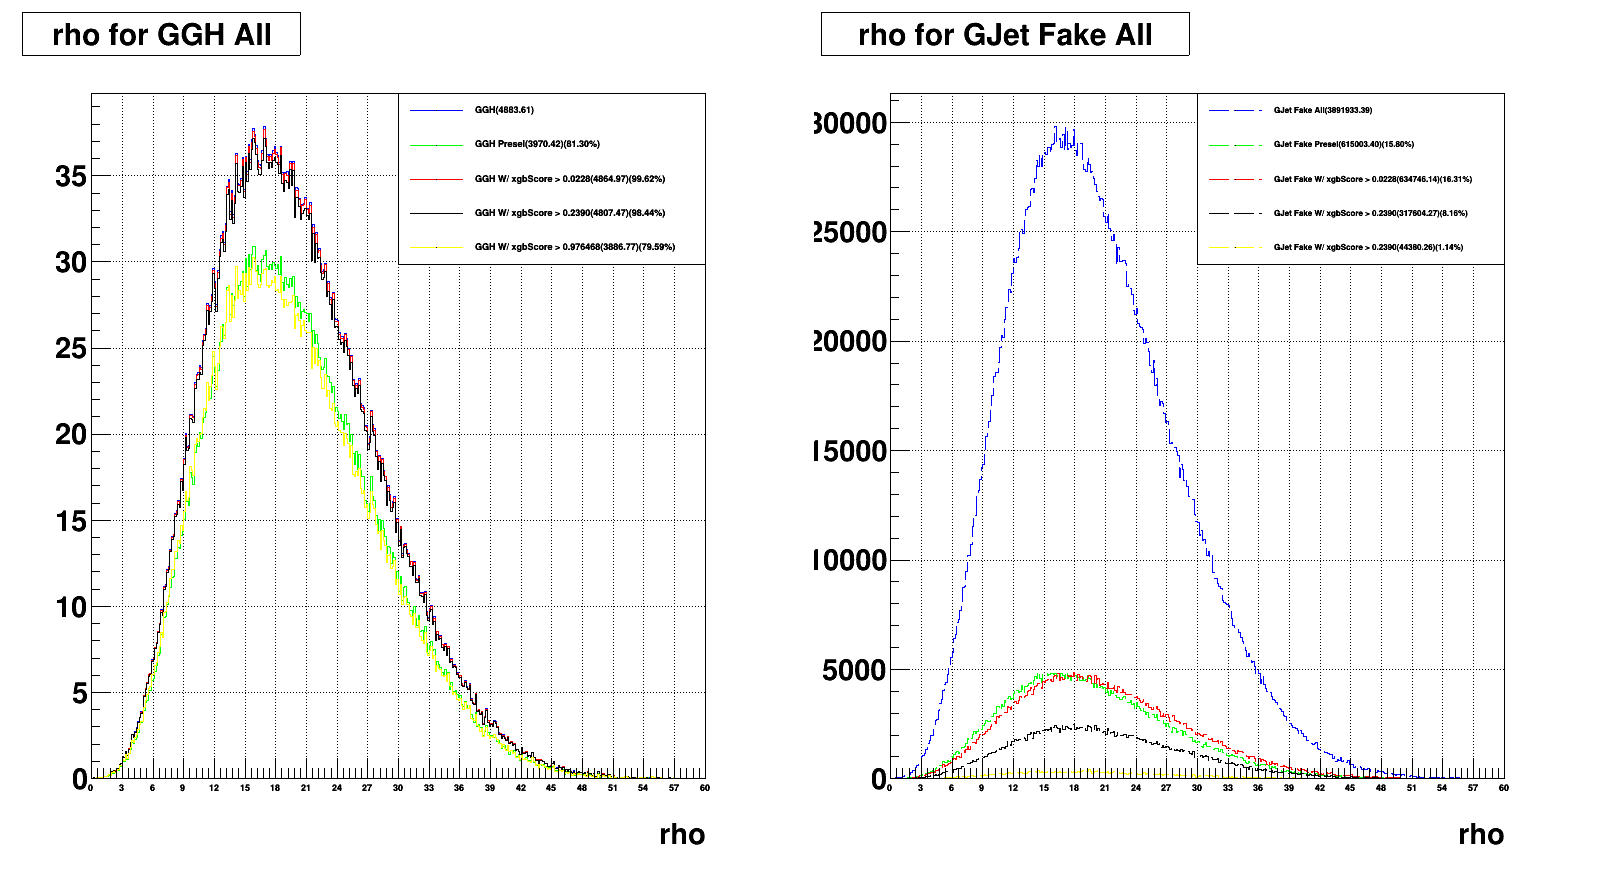 rho for GGH All
GGH(4883.61)
GGH Presel(3970.42)(81.30%)
GGH W/ xgbScore > 0.0228(4864.97)(99.62%)
GGH W/ xgbScore > 0.2390(4807.47)(98.44%)
GGH W/ xgbScore > 0.976468(3886.77)(79.59%)
35
30
25
20
15
10
5
0
0 3 6 9 12 15 18 21 24 27 30 33 36 39 42 45 48 51 54 57 60
rho
rho for GJet Fake All
GJet Fake All(3891933.39)
GJet Fake Presel(615003.40)(15.80%)
GJet Fake W/ xgbScore > 0.0228(634746.14)(16.31%)
GJet Fake W/ xgbScore > 0.2390(317604.27)(8.16%)
GJet Fake W/ xgbScore > 0.2390(44380.26)(1.14%)
30000
25000
20000
15000
10000
5000
0
0 3 6 9 12 15 18 21 24 27 30 33 36 39 42 45 48 51 54 57 60
rho